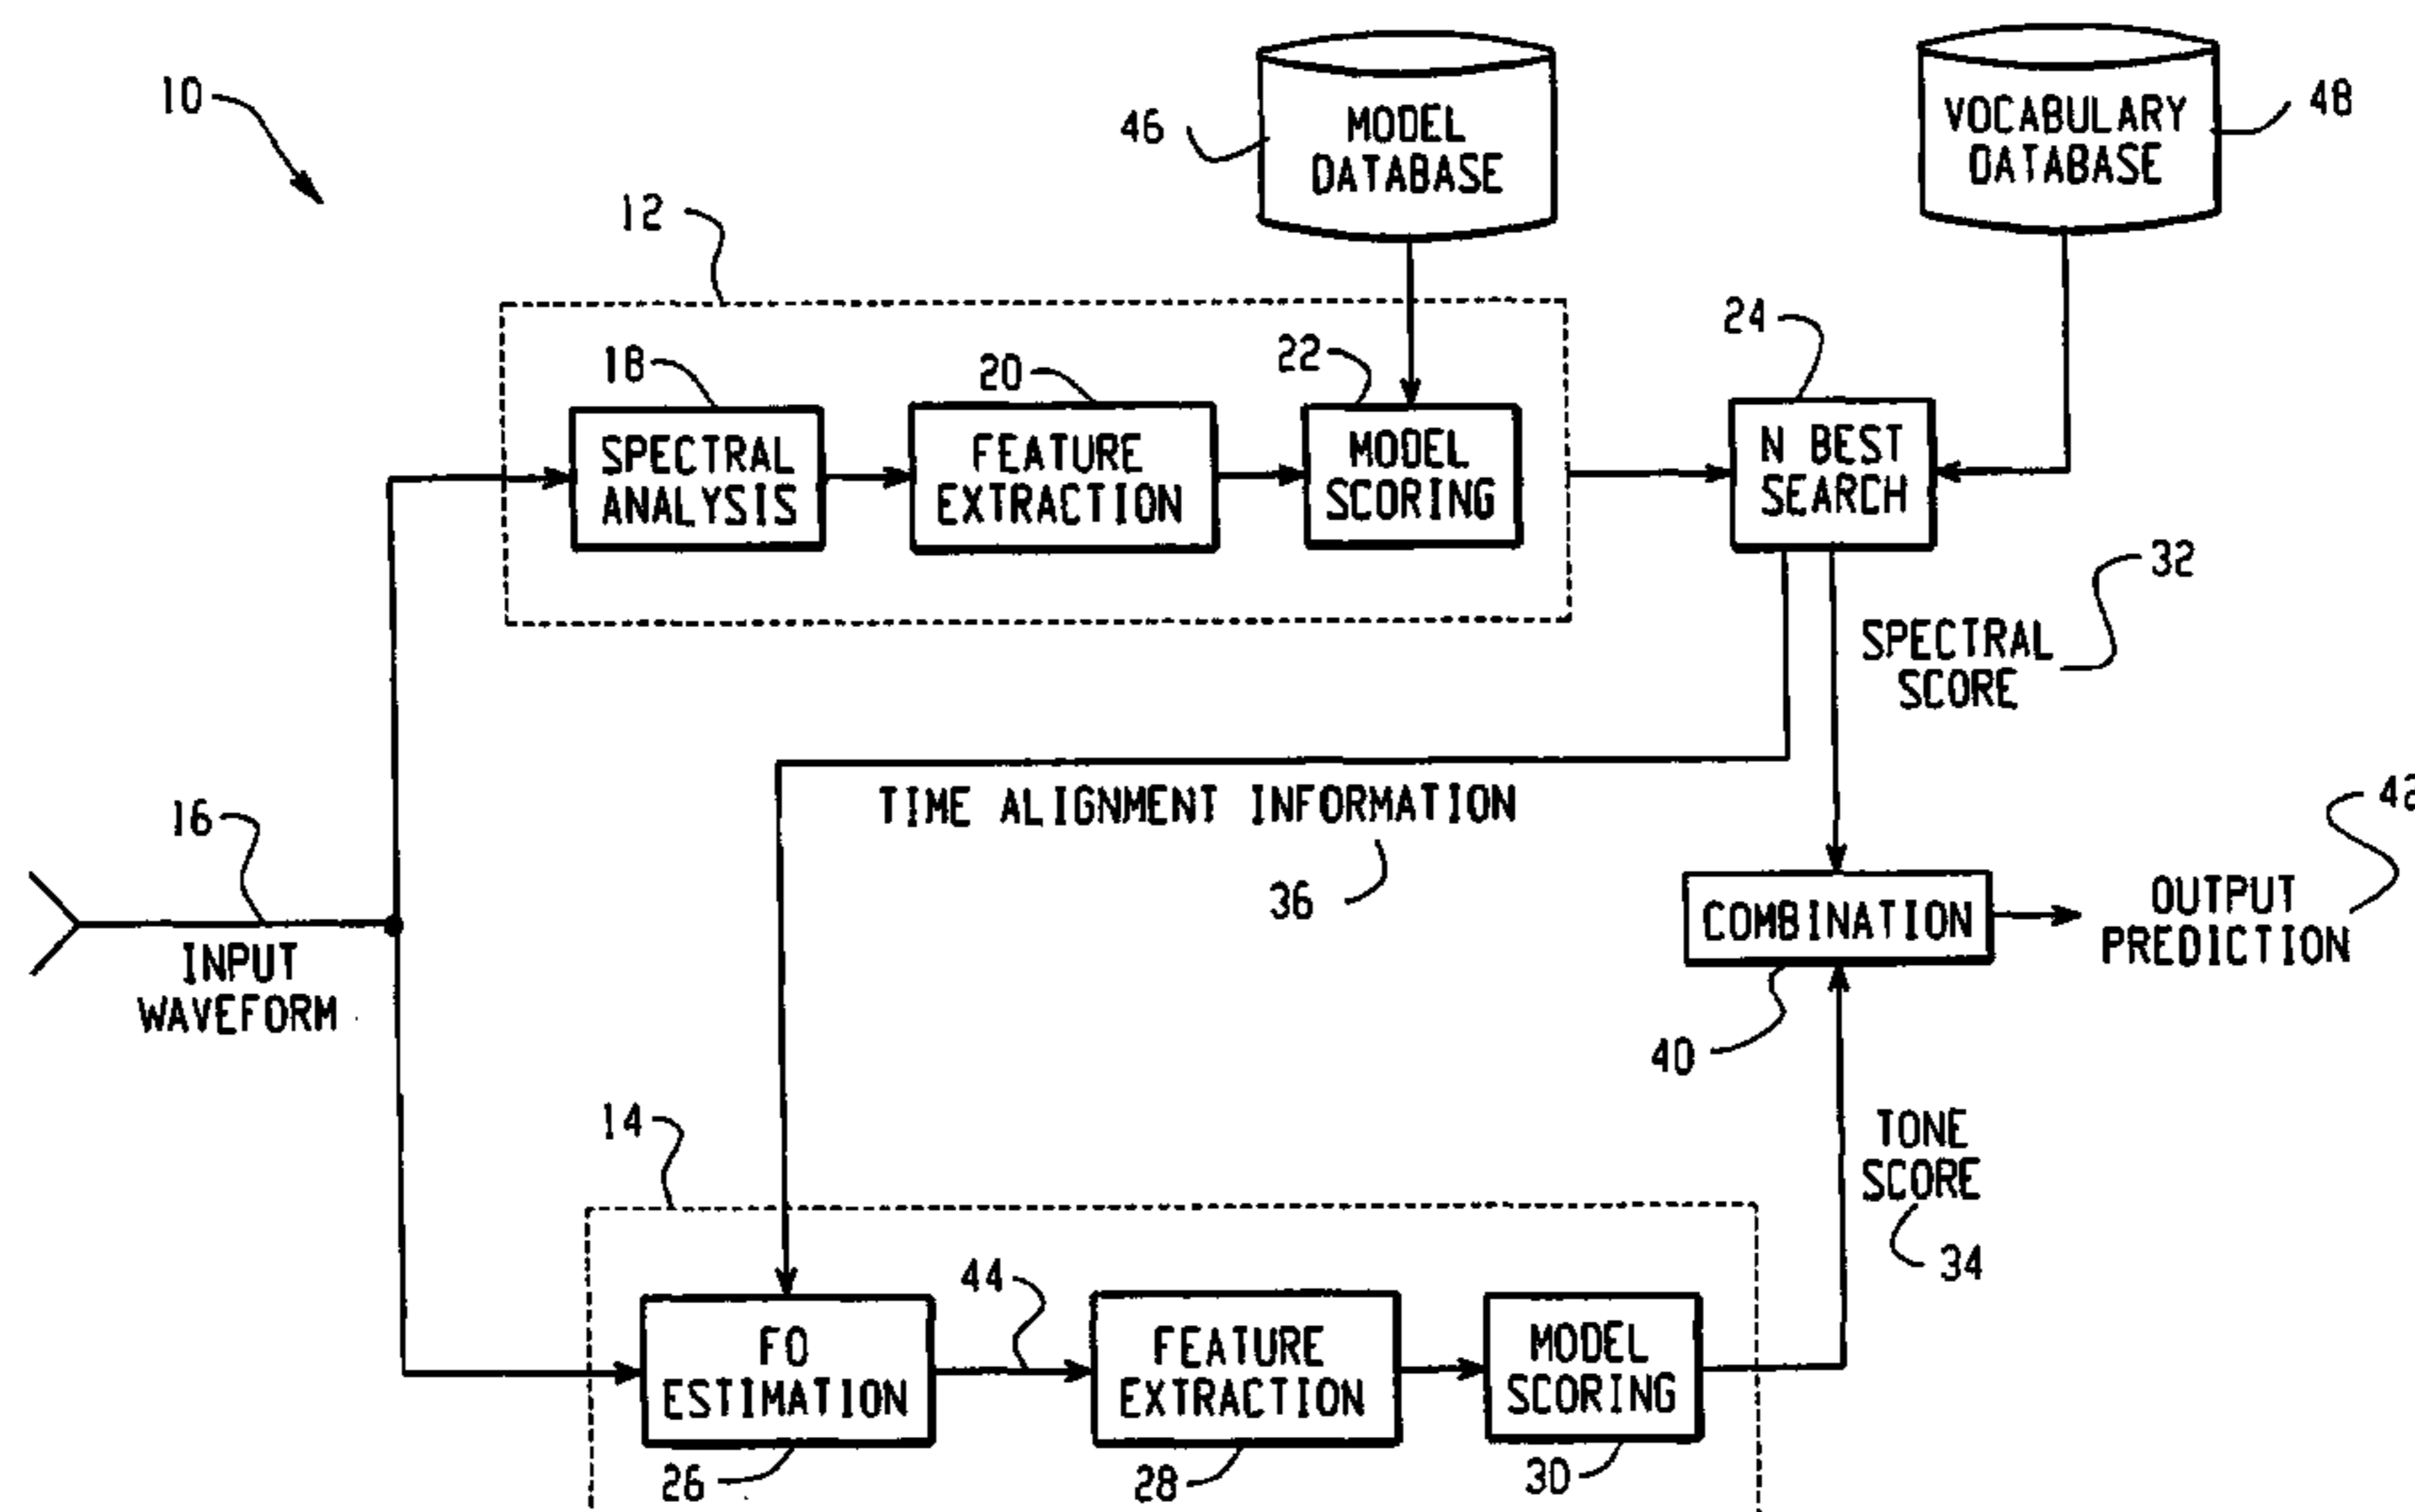 10
46
MODEL
DATABASE
VOCABULARY
DATABASE
48
12
18
SPECTRAL
ANALYSIS
20
FEATURE
EXTRACTION
22
MODEL
SCORING
24
N BEST
SEARCH
SPECTRAL
SCORE
32
TIME ALIGNMENT INFORMATION
36
16
INPUT
WAVEFORM
COMBINATION
40
OUTPUT
PREDICTION
42
TONE
SCORE
34
14
F0
ESTIMATION
26
44
FEATURE
EXTRACTION
28
MODEL
SCORING
30